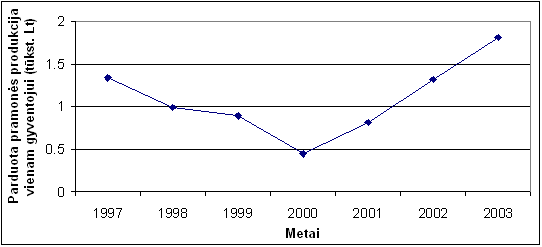 Parduota pramonės produkcija
vienam gyventojui (tūkst. Lt)
2
1.5
1
0.5
0
1997 1998 1999 2000 2001 2002 2003
Metai